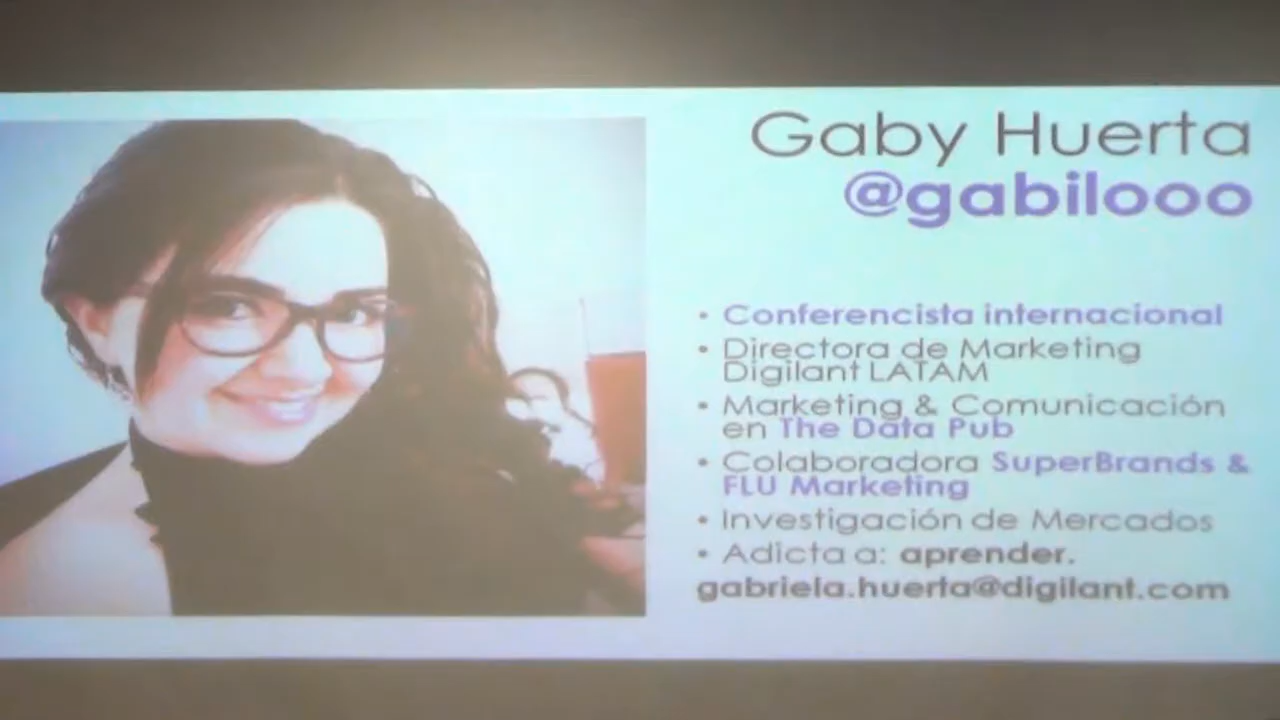 Gaby Huerta
@gabilooo
• Conferencista internacional
• Directora de Marketing
Digilant LATAM
• Marketing & Comunicación
en The Data Pub
• Colaboradora SuperBrands &
FLU Marketing
• Investigación de Mercados
• Adicta a: aprender.
gabriela.huerta@digilant.com